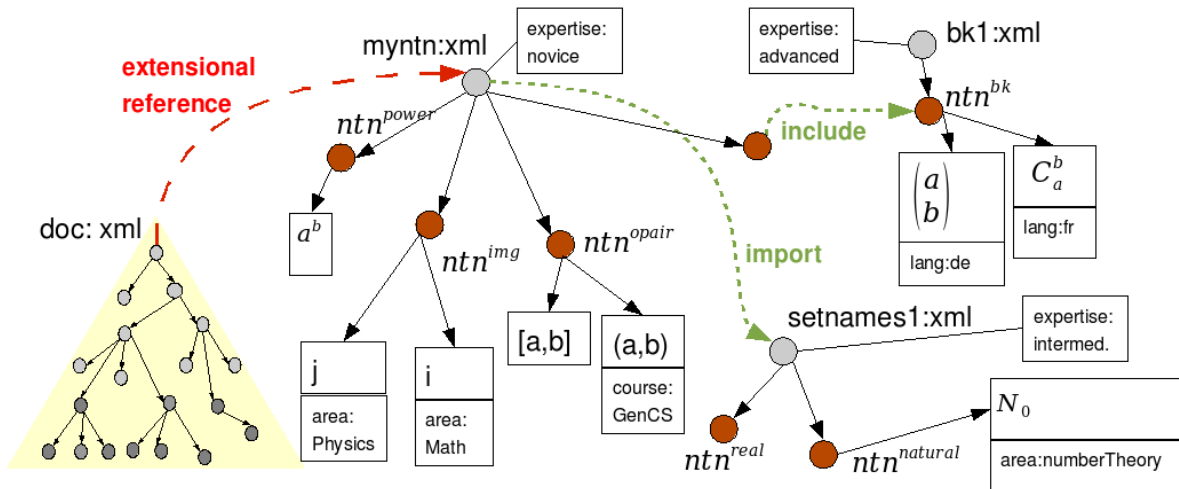 extensional
reference
myntn:xml
expertise:
novice
expertise:
advanced
bk1:xml
ntn^power
include
ntn^bk
a^b
(a
b)
lang:de
C_a^b
lang:fr
doc: xml
ntn^img
ntn^opair
import
j
area:
Physics
i
area:
Math
[a,b]
(a,b)
course:
GenCS
setnames1:xml
expertise:
intermed.
ntn^real
ntn^natural
N_0
area:numberTheory